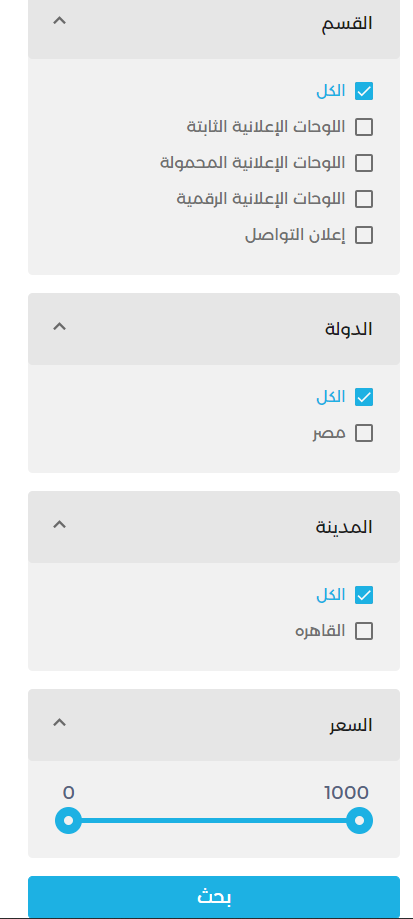 القسم
الكل
اللوحات الإعلانية الثابتة
اللوحات الإعلانية المحمولة
اللوحات الإعلانية الرقمية
إعلان التواصل
الدولة
الكل
مصر
المدينة
الكل
القاهره
السعر
1000 0
بحث